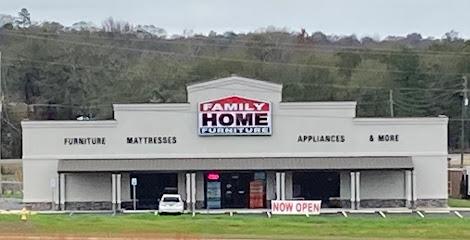 FAMILY
HOME
FURNITURE
FURNITURE MATTRESSES APPLIANCES & MORE
NOW OPEN